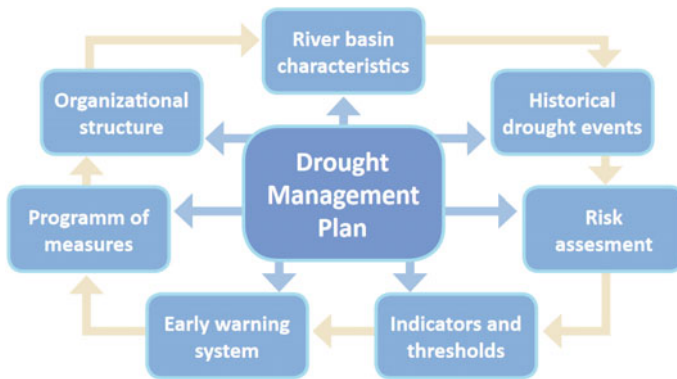 River basin
characteristics
Organizational
structure
Historical
drought events
Drought
Management
Plan
Programm of
measures
Risk
assesment
Early warning
system
Indicators and
thresholds